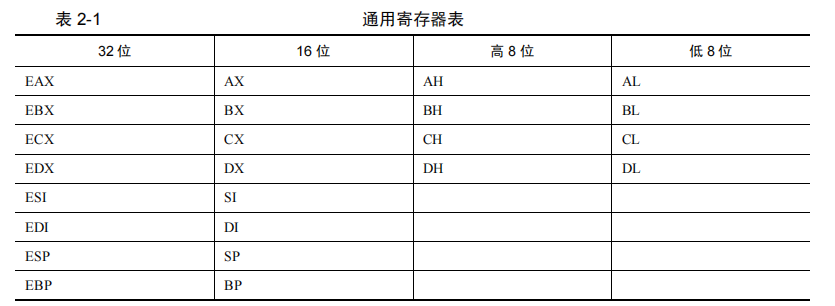 表 2-1 通用寄存器表
32 位 16 位 高 8 位 低 8 位
EAX AX AH AL
EBX BX BH BL
ECX CX CH CL
EDX DX DH DL
ESI SI
EDI DI
ESP SP
EBP BP